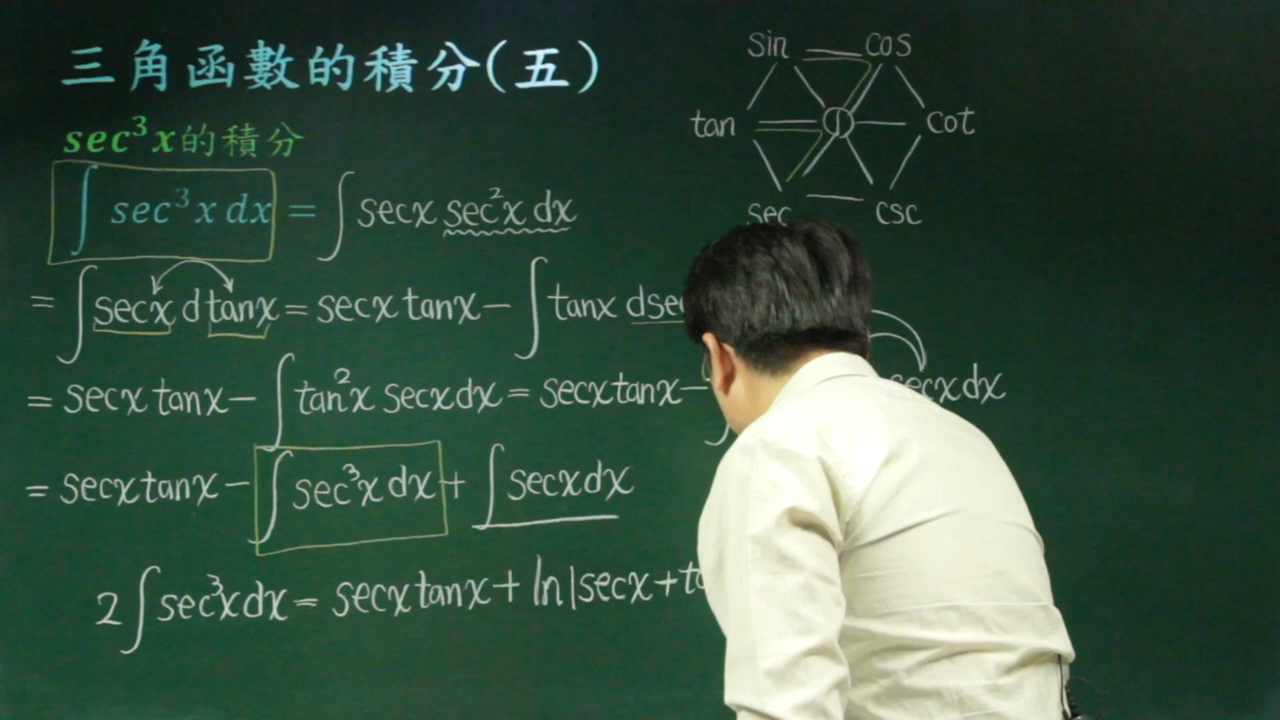 三角函數的積分(五)
sec³x的積分
∫ sec³x dx = ∫ secx sec²x dx
= ∫ secx d tanx = secx tanx − ∫ tanx dsec
= secx tanx − ∫ tan²x secx dx = secx tanx − secx dx
= secx tanx − ∫ sec³x dx + ∫ secx dx
2∫ sec³x dx = secx tanx + ln|secx +
sin cos
tan 1 cot
sec csc